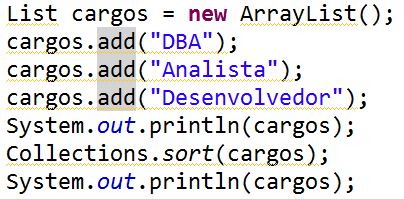 List cargos = new ArrayList();
cargos.add("DBA");
cargos.add("Analista");
cargos.add("Desenvolvedor");
System.out.println(cargos);
Collections.sort(cargos);
System.out.println(cargos);